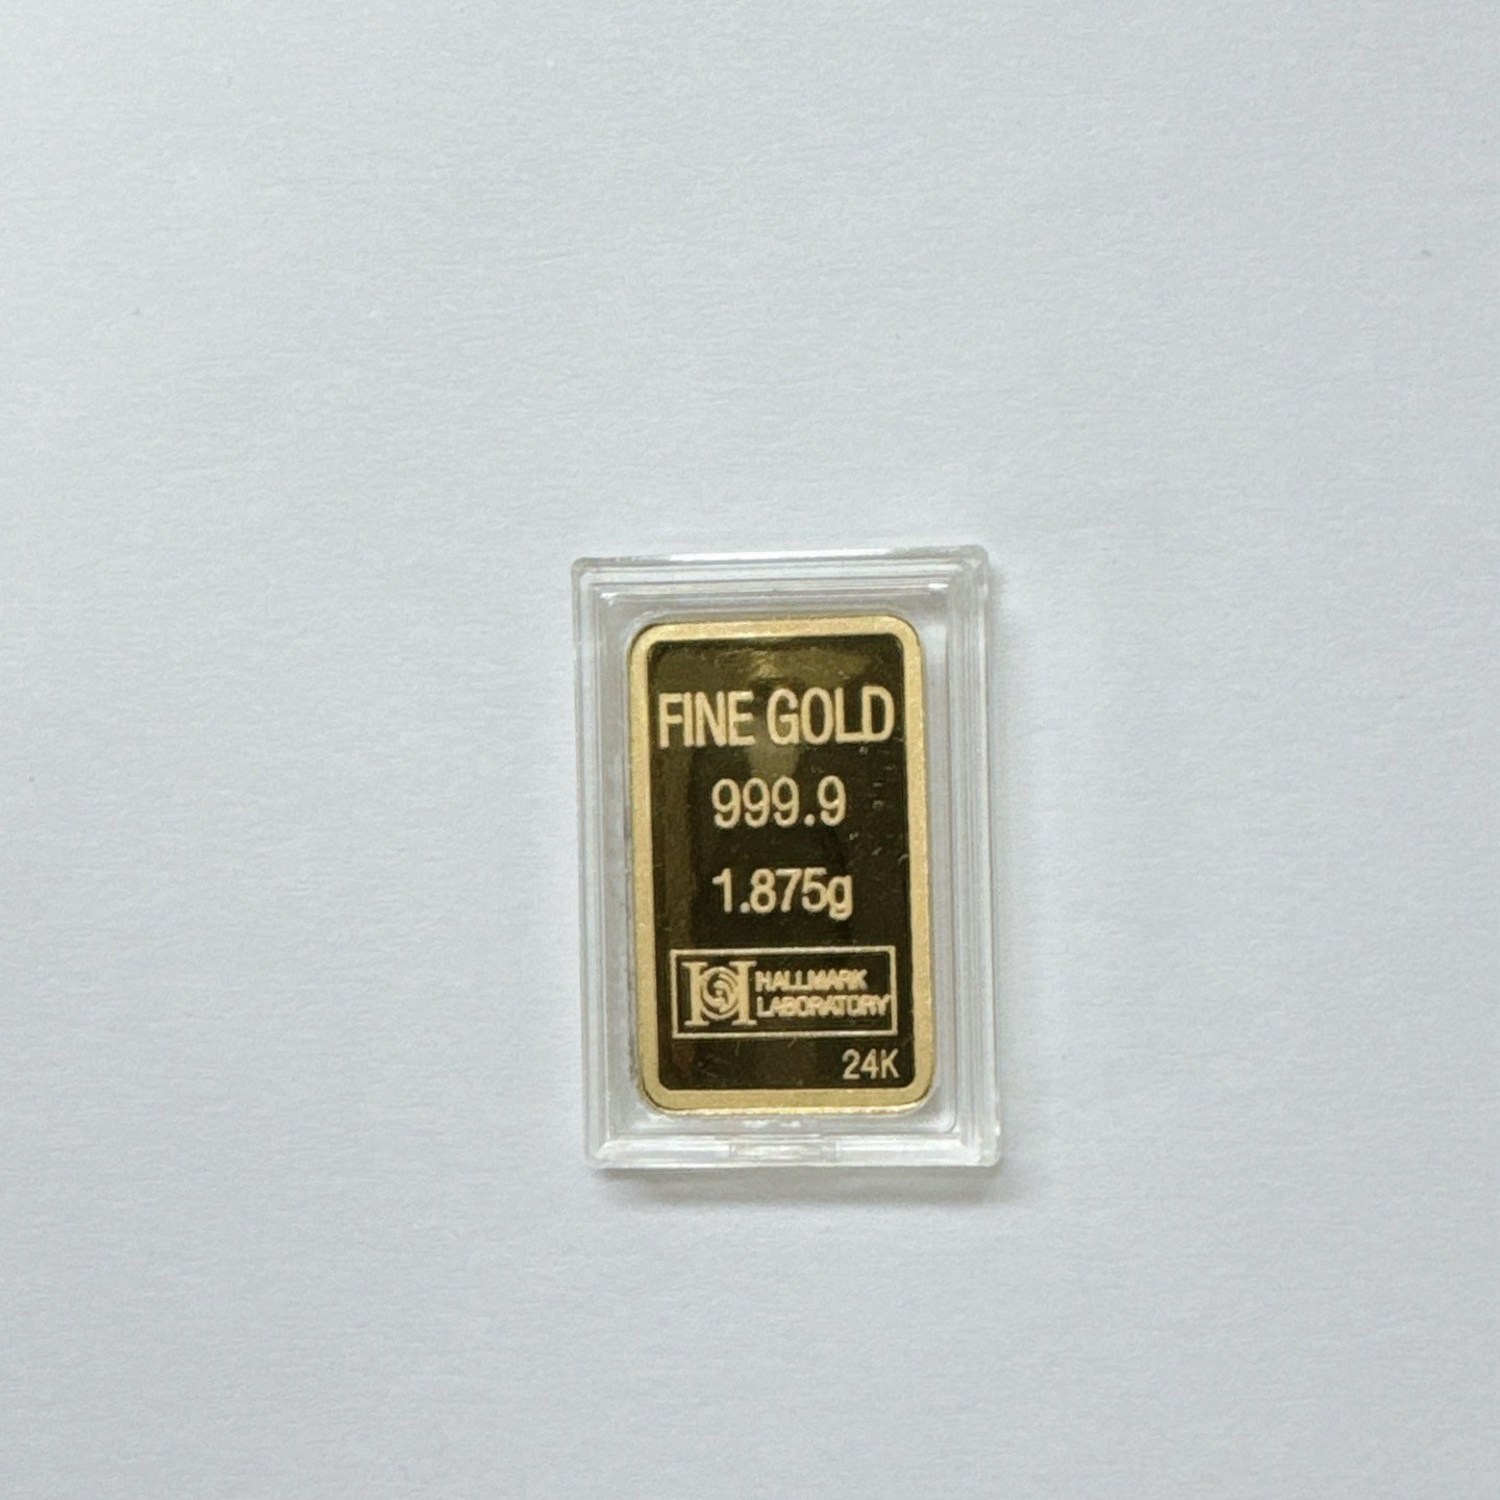 FINE GOLD
999.9
1.875g
HALLMARK
LABORATORY
24K